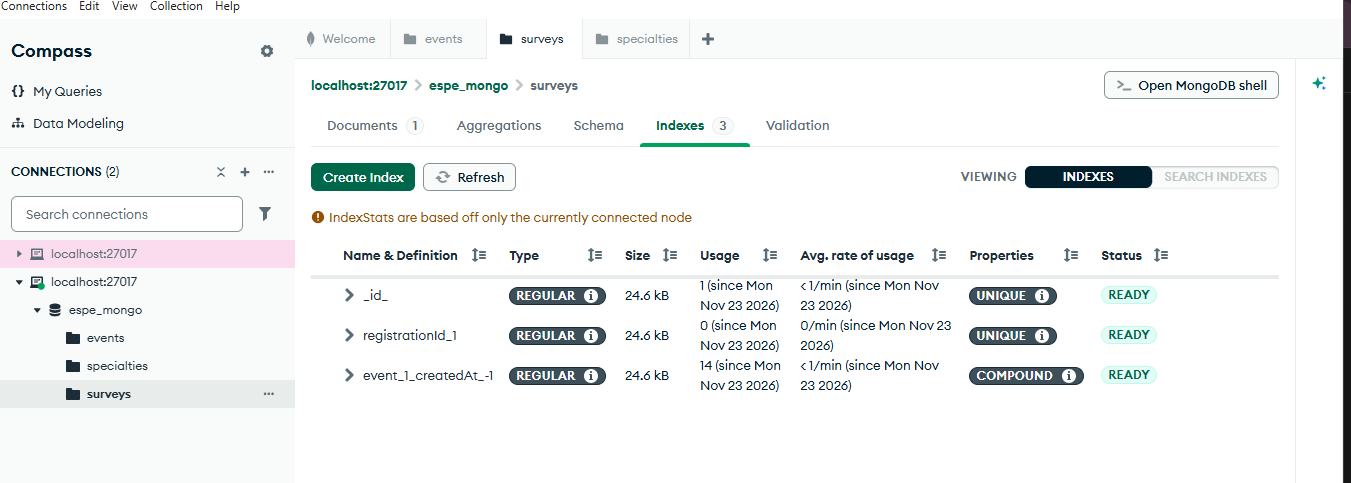 Connections Edit View Collection Help
Compass
My Queries
Data Modeling
CONNECTIONS (2)
Search connections
localhost:27017
localhost:27017
espe_mongo
events
specialties
surveys
Welcome events surveys specialties
localhost:27017 > espe_mongo > surveys
>_ Open MongoDB shell
Documents 1 Aggregations Schema Indexes 3 Validation
Create Index Refresh
VIEWING INDEXES SEARCH INDEXES
IndexStats are based off only the currently connected node
Name & Definition Type Size Usage Avg. rate of usage Properties Status
_id_ REGULAR 24.6 kB 1 (since Mon Nov 23 2026) < 1/min (since Mon Nov 23 2026) UNIQUE READY
registrationId_1 REGULAR 24.6 kB 0 (since Mon Nov 23 2026) 0/min (since Mon Nov 23 2026) UNIQUE READY
event_1_createdAt_-1 REGULAR 24.6 kB 14 (since Mon Nov 23 2026) < 1/min (since Mon Nov 23 2026) COMPOUND READY